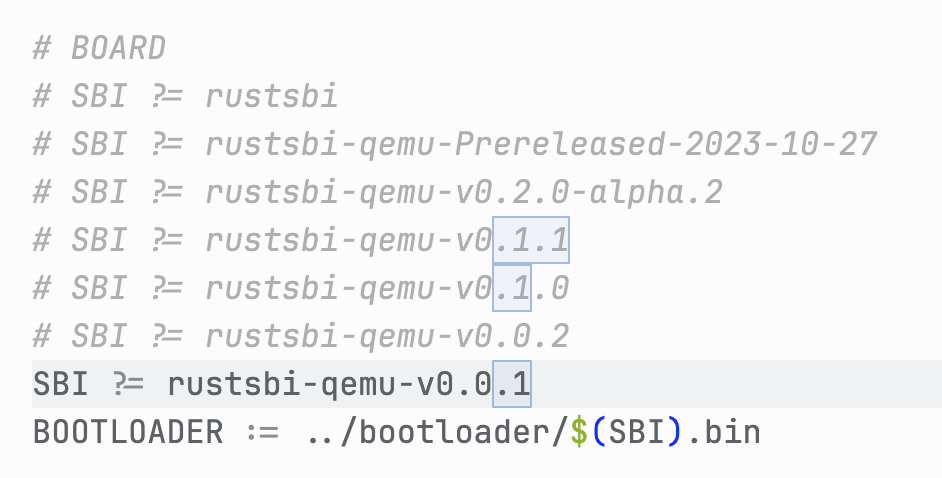 # BOARD
# SBI ?= rustsbi
# SBI ?= rustsbi-qemu-Prereleased-2023-10-27
# SBI ?= rustsbi-qemu-v0.2.0-alpha.2
# SBI ?= rustsbi-qemu-v0.1.1
# SBI ?= rustsbi-qemu-v0.1.0
# SBI ?= rustsbi-qemu-v0.0.2
SBI ?= rustsbi-qemu-v0.0.1
BOOTLOADER := ../bootloader/$(SBI).bin